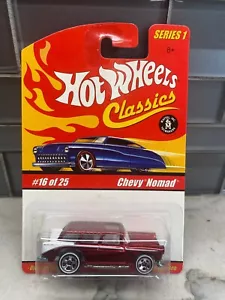 SERIES 1
Hot Wheels
Classics
#16 of 25
Chevy Nomad